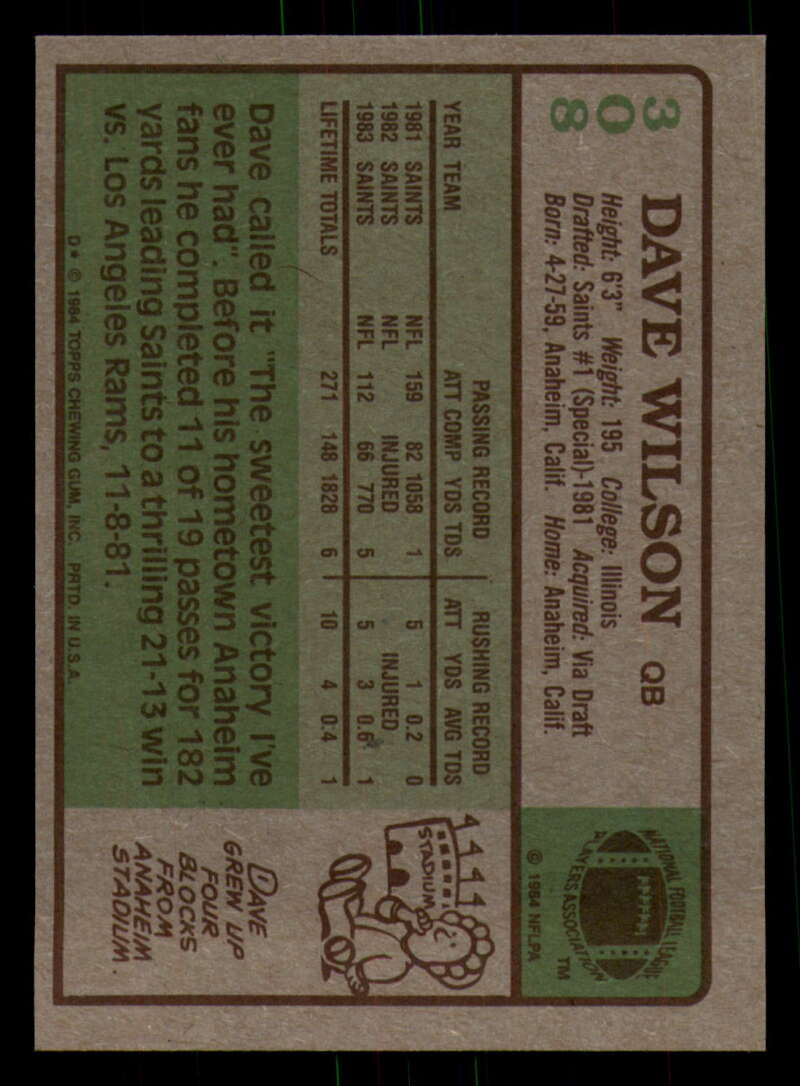 308
DAVE WILSON QB
Height: 6'3" Weight: 195 College: Illinois
Drafted: Saints #1 (Special)-1981 Acquired: Via Draft
Born: 4-27-59, Anaheim, Calif. Home: Anaheim, Calif.
NATIONAL FOOTBALL LEAGUE
PLAYERS ASSOCIATION
TM
© 1984 NFLPA
PASSING RECORD RUSHING RECORD
YEAR TEAM ATT COMP YDS TDS ATT YDS AVG TDS
1981 SAINTS NFL 159 82 1058 1 5 1 0.2 0
1982 SAINTS NFL INJURED INJURED
1983 SAINTS NFL 112 66 770 5 5 3 0.6 1
LIFETIME TOTALS 271 148 1828 6 10 4 0.4 1
Dave called it "The sweetest victory I've
ever had". Before his hometown Anaheim
fans he completed 11 of 19 passes for 182
yards leading Saints to a thrilling 21-13 win
vs. Los Angeles Rams, 11-8-81.
D* © 1984 TOPPS CHEWING GUM, INC. PRTD. IN U.S.A.
STADIUM
DAVE
GREW UP
FOUR
BLOCKS
FROM
ANAHEIM
STADIUM.